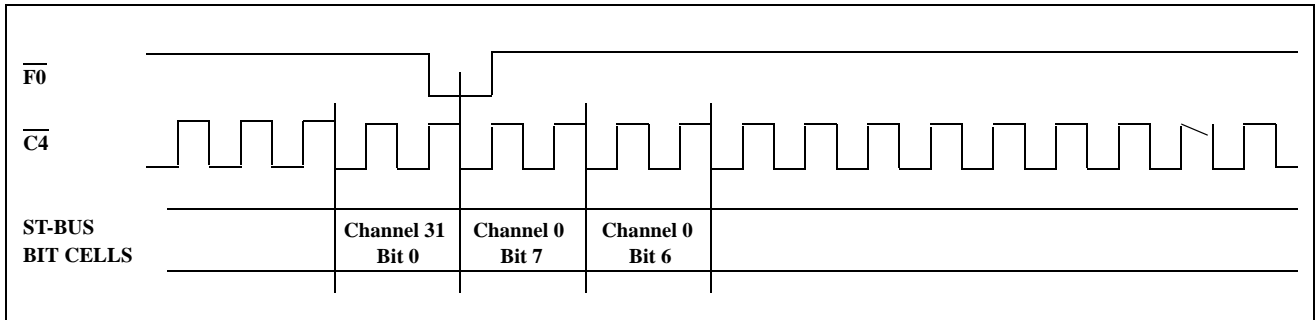 F0
C4
ST-BUS
BIT CELLS
Channel 31
Bit 0
Channel 0
Bit 7
Channel 0
Bit 6